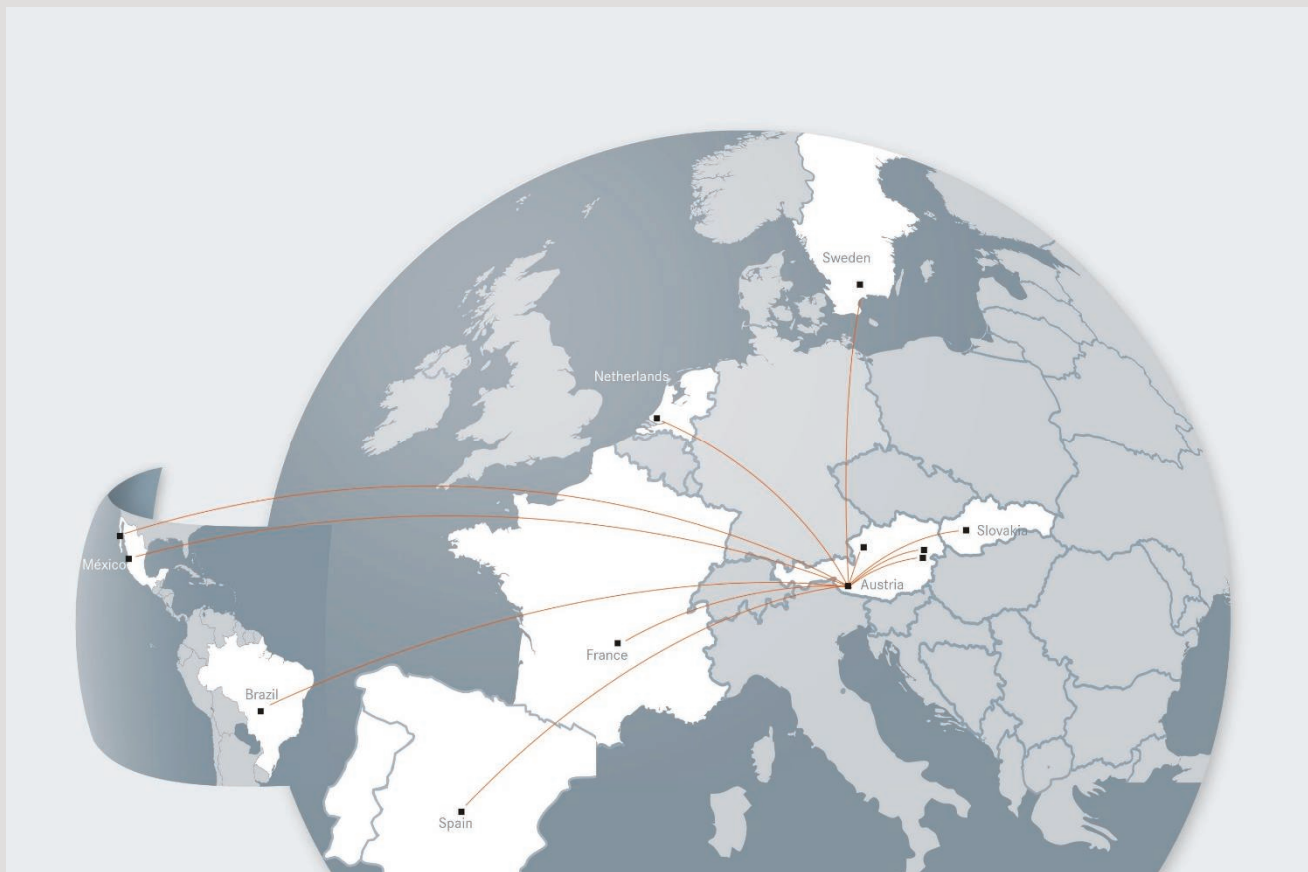 Sweden
Netherlands
Slovakia
México
Austria
France
Brazil
Spain